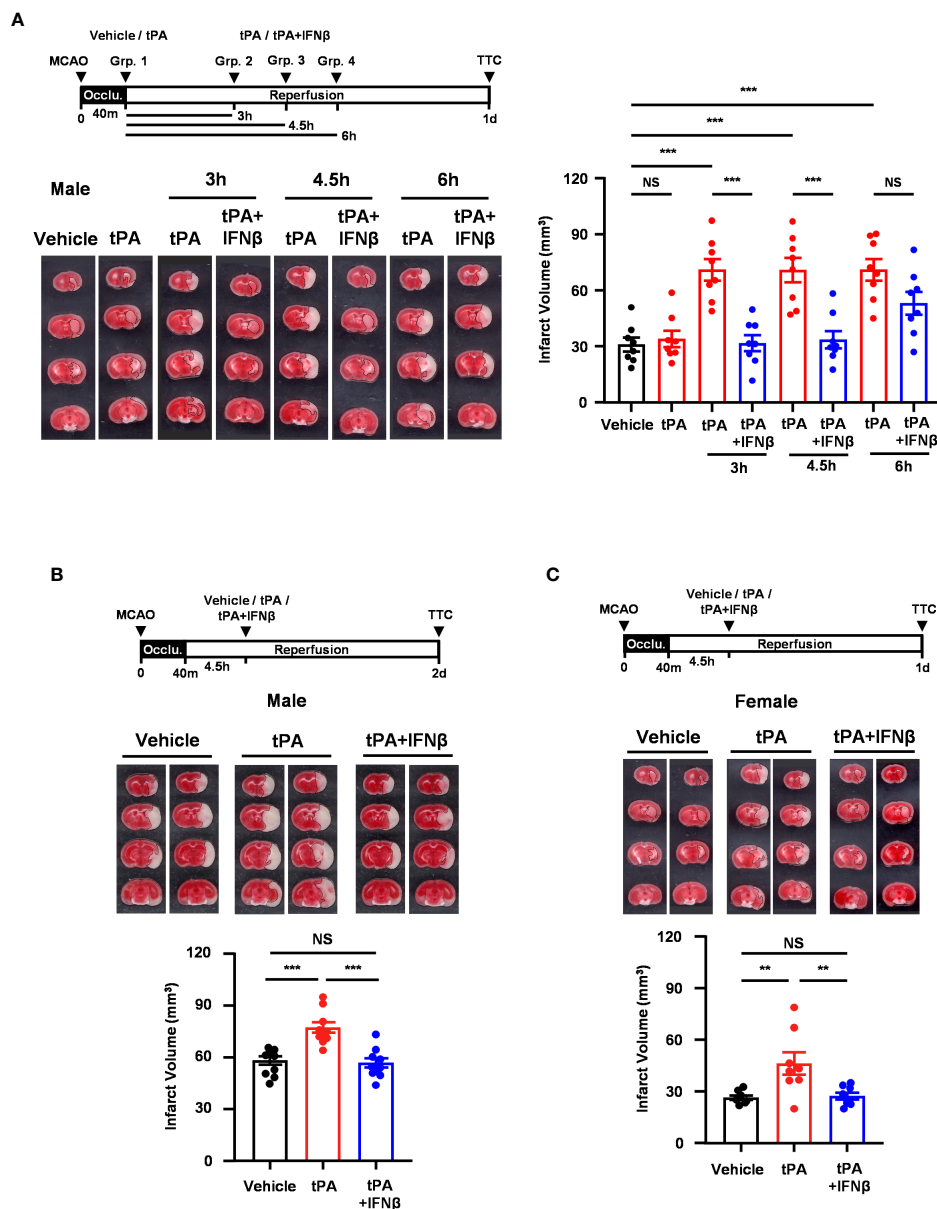 A
Vehicle / tPA
tPA / tPA+IFNβ
MCAO
Grp. 1
Grp. 2
Grp. 3
Grp. 4
TTC
Occlu.
Reperfusion
0
40m
3h
4.5h
6h
1d
Male
3h
4.5h
6h
Vehicle
tPA
tPA
tPA+
IFNβ
tPA
tPA+
IFNβ
tPA
tPA+
IFNβ
***
***
***
NS
***
***
NS
Infarct Volume (mm³)
120
90
60
30
0
Vehicle
tPA
tPA
tPA
+IFNβ
tPA
tPA
+IFNβ
tPA
tPA
+IFNβ
3h
4.5h
6h
B
Vehicle / tPA /
tPA+IFNβ
MCAO
TTC
Occlu.
Reperfusion
0
40m
4.5h
2d
Male
Vehicle
tPA
tPA+IFNβ
NS
***
***
Infarct Volume (mm³)
120
90
60
30
0
Vehicle
tPA
tPA
+IFNβ
C
Vehicle / tPA /
tPA+IFNβ
MCAO
TTC
Occlu.
Reperfusion
0
40m
4.5h
1d
Female
Vehicle
tPA
tPA+IFNβ
NS
**
**
Infarct Volume (mm³)
120
90
60
30
0
Vehicle
tPA
tPA
+IFNβ